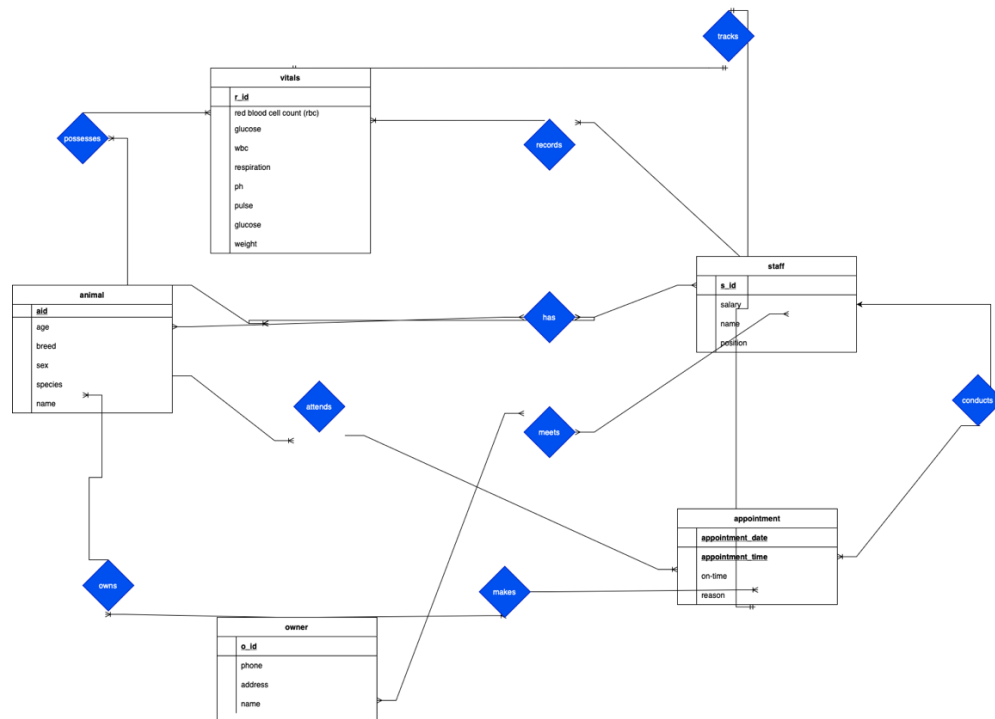 tracks
vitals
r_id
red blood cell count (rbc)
glucose
wbc
respiration
ph
pulse
glucose
weight
possesses
records
staff
s_id
salary
name
position
animal
aid
age
breed
sex
species
name
has
attends
meets
conducts
appointment
appointment_date
appointment_time
on-time
reason
owns
makes
owner
o_id
phone
address
name